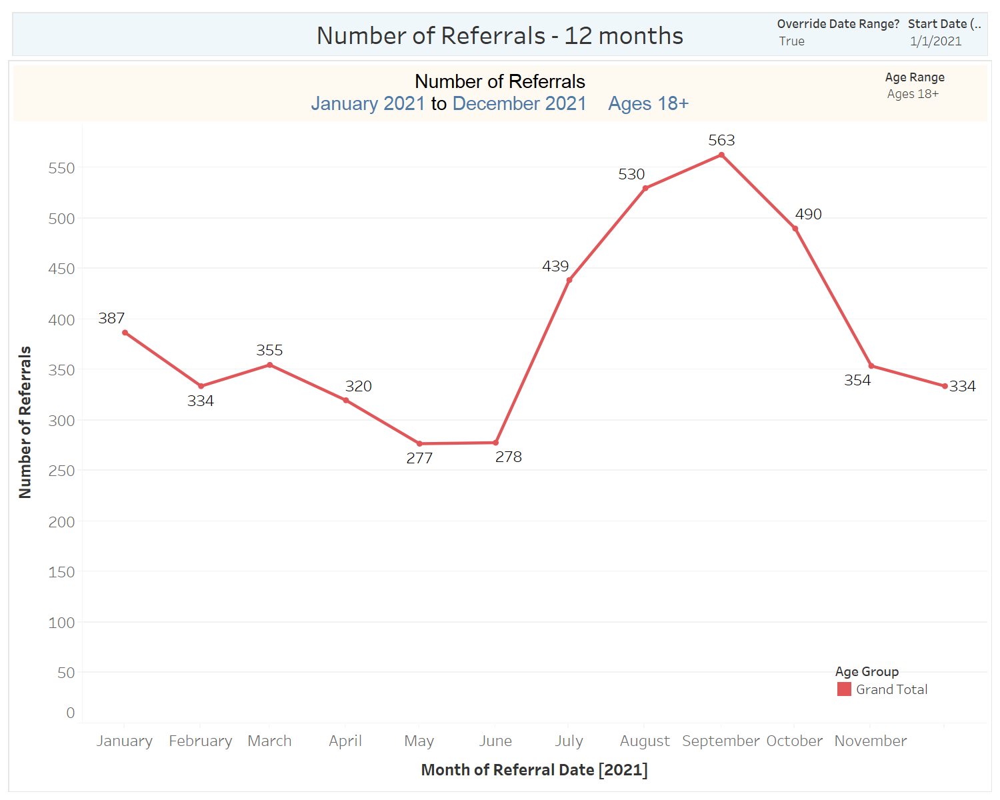 Number of Referrals - 12 months
Override Date Range? Start Date (..
True 1/1/2021
Number of Referrals
January 2021 to December 2021 Ages 18+
Age Range
Ages 18+
Number of Referrals
550
500
450
400
350
300
250
200
150
100
50
0
387
334
355
320
277
278
439
530
563
490
354
334
Age Group
Grand Total
January February March April May June July August September October November
Month of Referral Date [2021]